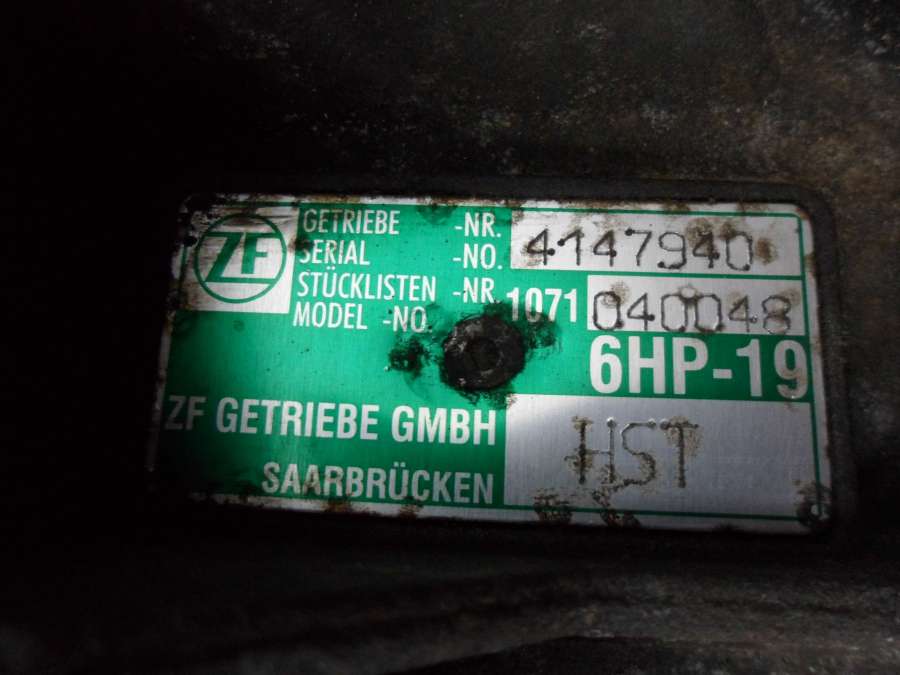 ZF
GETRIEBE -NR.
SERIAL -NO. 4147940
STÜCKLISTEN -NR
MODEL -NO. 1071 040048
6HP-19
ZF GETRIEBE GMBH
SAARBRÜCKEN
HST